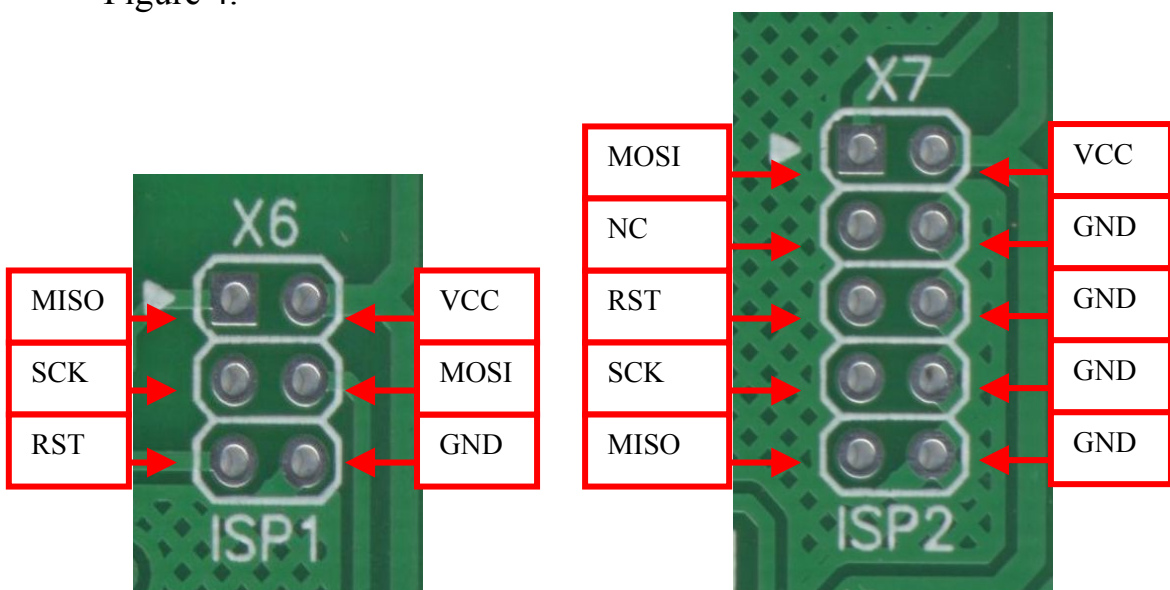 Figure 4.
X6
MISO
VCC
SCK
MOSI
RST
GND
ISP1
X7
MOSI
VCC
NC
GND
RST
GND
SCK
GND
MISO
GND
ISP2